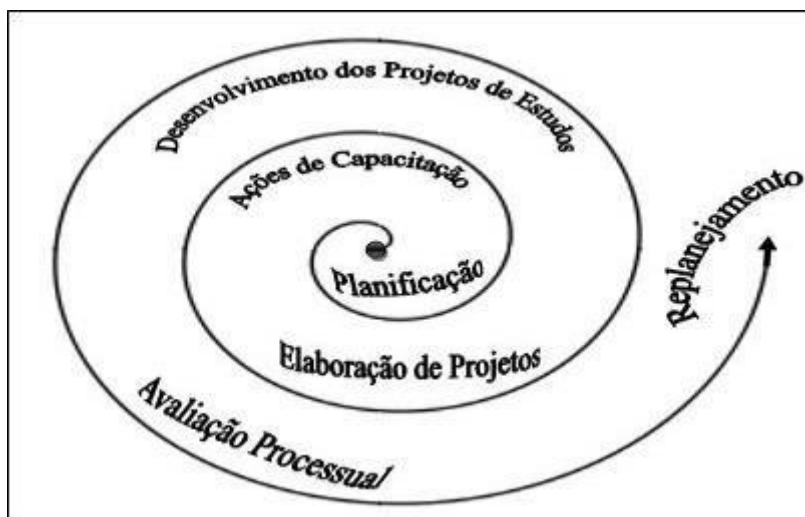 Desenvolvimento dos Projetos de Estudos
Ações de Capacitação
Planificação
Elaboração de Projetos
Avaliação Processual
Replanejamento